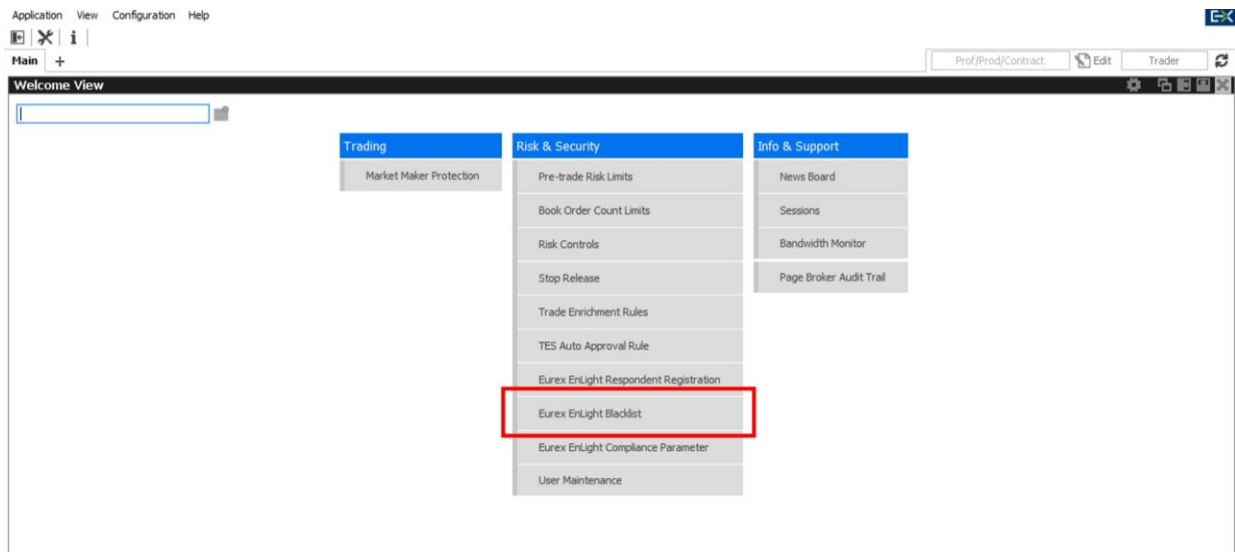 Application View Configuration Help
EX
i
Main +
Prof/Prod/Contract Edit Trader
Welcome View
Trading
Market Maker Protection
Risk & Security
Pre-trade Risk Limits
Book Order Count Limits
Risk Controls
Stop Release
Trade Enrichment Rules
TES Auto Approval Rule
Eurex EnLight Respondent Registration
Eurex EnLight Blacklist
Eurex EnLight Compliance Parameter
User Maintenance
Info & Support
News Board
Sessions
Bandwidth Monitor
Page Broker Audit Trail